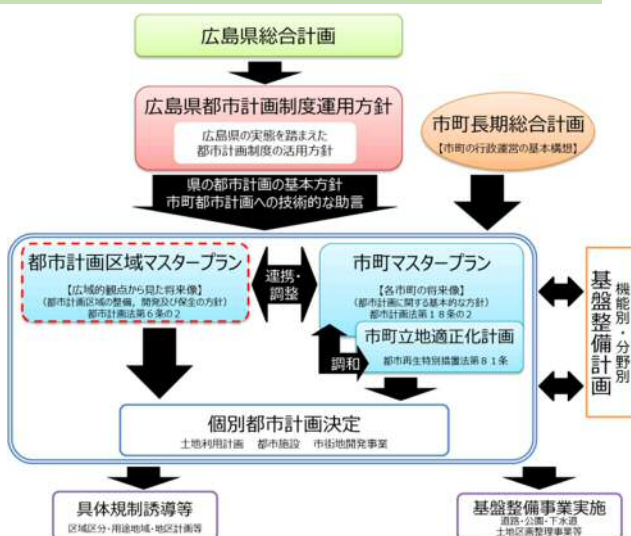 広島県総合計画
広島県都市計画制度運用方針
広島県の実態を踏まえた
都市計画制度の活用方針
市町長期総合計画
【市町の行政運営の基本構想】
県の都市計画の基本方針
市町都市計画への技術的な助言
都市計画区域マスタープラン
【広域的観点から見た将来像】
(都市計画区域の整備，開発及び保全の方針)
都市計画法第6条の2
連携・
調整
市町マスタープラン
【各市町の将来像】
(都市計画に関する基本的な方針)
都市計画法第18条の2
市町立地適正化計画
都市再生特別措置法第81条
調和
機能別・分野別
基盤整備計画
個別都市計画決定
土地利用計画 都市施設 市街地開発事業
具体規制誘導等
区域区分・用途地域・地区計画等
基盤整備事業実施
道路・公園・下水道
土地区画整理事業等